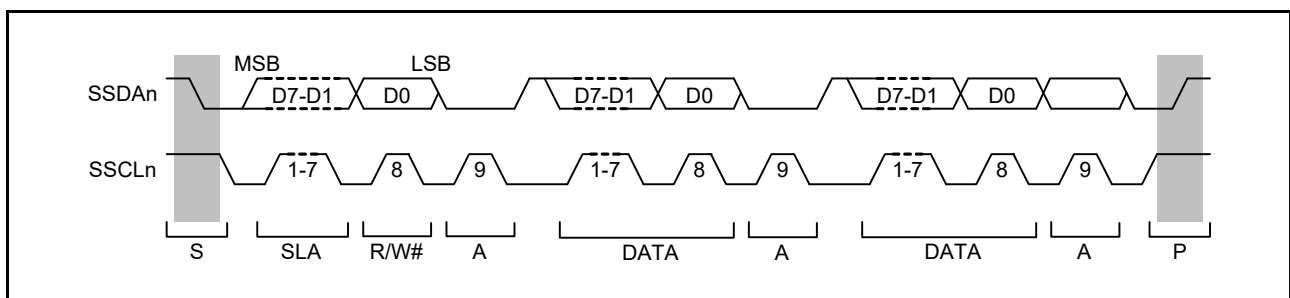 MSB LSB
SSDAn D7-D1 D0 D7-D1 D0 D7-D1 D0
SSCLn 1-7 8 9 1-7 8 9 1-7 8 9
S SLA R/W# A DATA A DATA A P